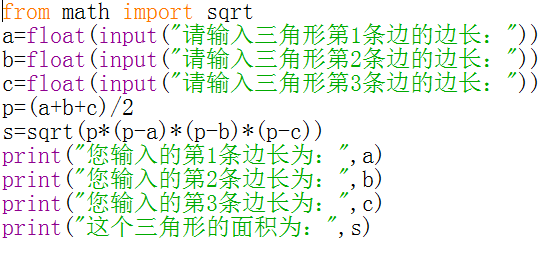 from math import sqrt
a=float(input("请输入三角形第1条边的边长："))
b=float(input("请输入三角形第2条边的边长："))
c=float(input("请输入三角形第3条边的边长："))
p=(a+b+c)/2
s=sqrt(p*(p-a)*(p-b)*(p-c))
print("您输入的第1条边长为：",a)
print("您输入的第2条边长为：",b)
print("您输入的第3条边长为：",c)
print("这个三角形的面积为：",s)